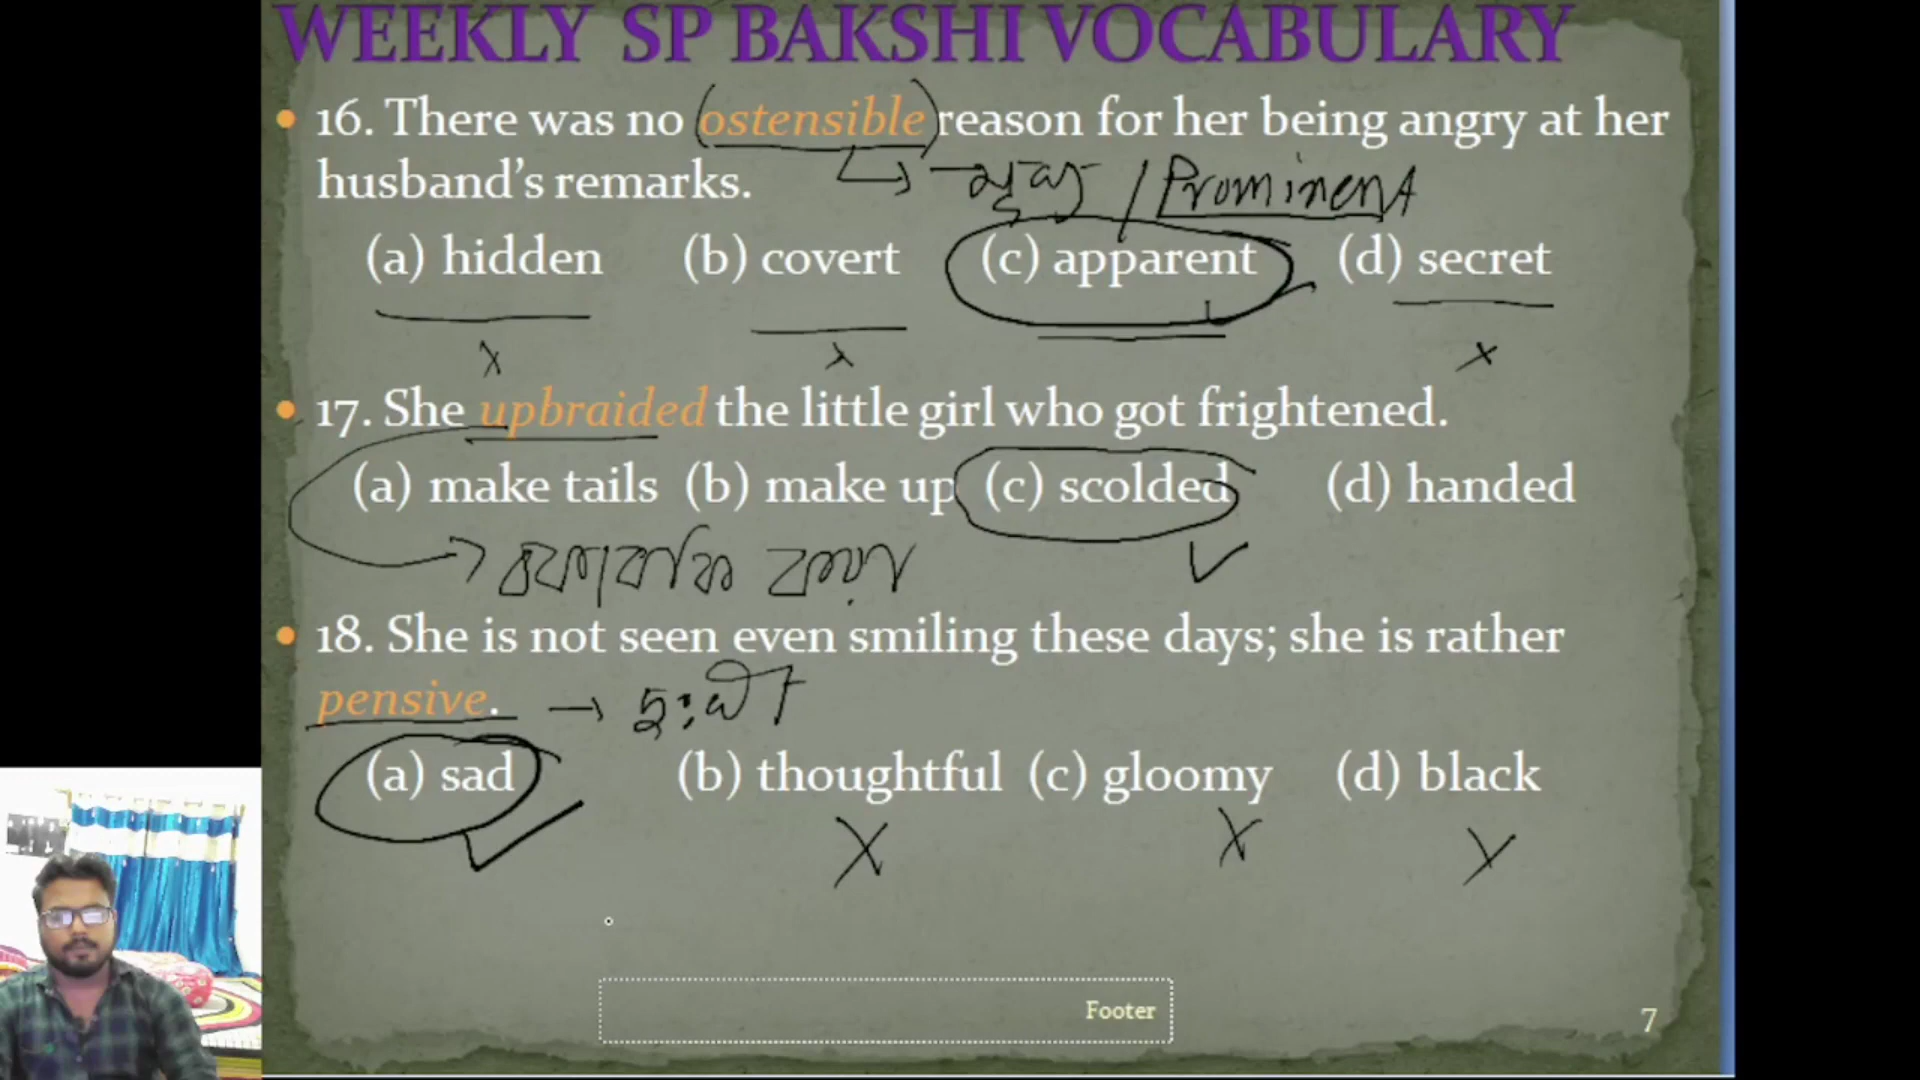 WEEKLY SP BAKSHI VOCABULARY
• 16. There was no ostensible reason for her being angry at her
husband's remarks.
→ মুখ্য / Prominent
(a) hidden (b) covert (c) apparent (d) secret
x x x
• 17. She upbraided the little girl who got frightened.
(a) make tails (b) make up (c) scolded (d) handed
→ বকাবকি করা
• 18. She is not seen even smiling these days; she is rather
pensive. → দুঃখী
(a) sad (b) thoughtful (c) gloomy (d) black
X X X
Footer
7